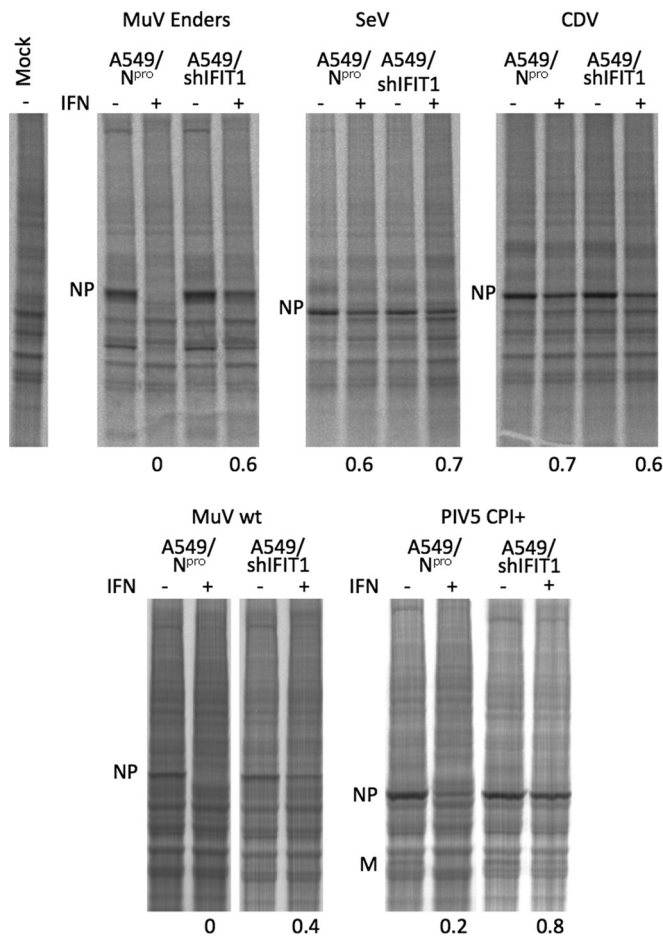 MuV Enders SeV CDV
Mock
A549/ A549/ A549/ A549/ A549/ A549/
Npro shIFIT1 Npro shIFIT1 Npro shIFIT1
- IFN - + - + - + - + - + - +
NP NP NP
0 0.6 0.6 0.7 0.7 0.6
MuV wt PIV5 CPI+
A549/ A549/ A549/ A549/
Npro shIFIT1 Npro shIFIT1
IFN - + - + IFN - + - +
NP
NP
M
0 0.4 0.2 0.8